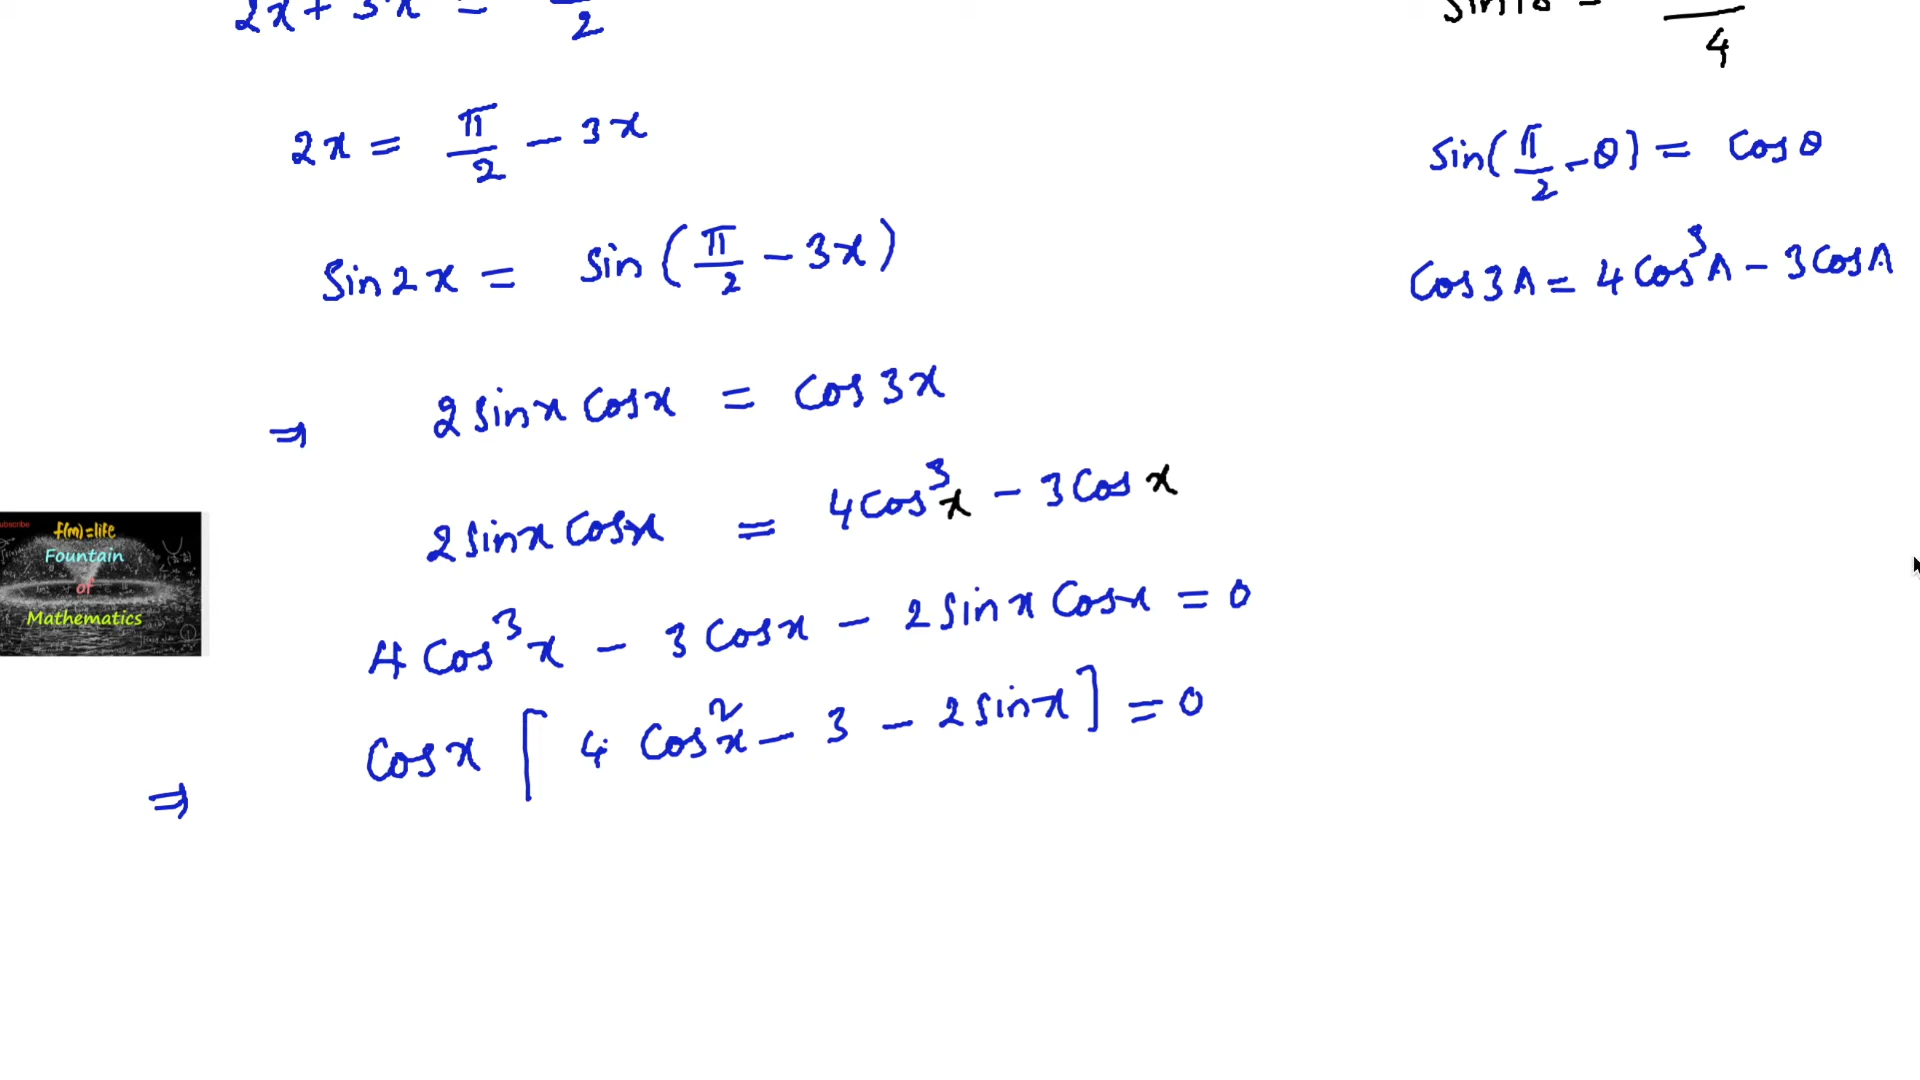 2x + 3x = /2
sin18 = /4
2x = π/2 - 3x
sin(π/2 - θ) = cosθ
sin2x = sin(π/2 - 3x)
cos3A = 4cos³A - 3cosA
⇒ 2sinx cosx = cos3x
2sinx cosx = 4cos³x - 3cosx
ubscribe
f(m)=life
Fountain
of
Mathematics
4cos³x - 3cosx - 2sinx cosx = 0
⇒ cosx [4cos²x - 3 - 2sinx] = 0